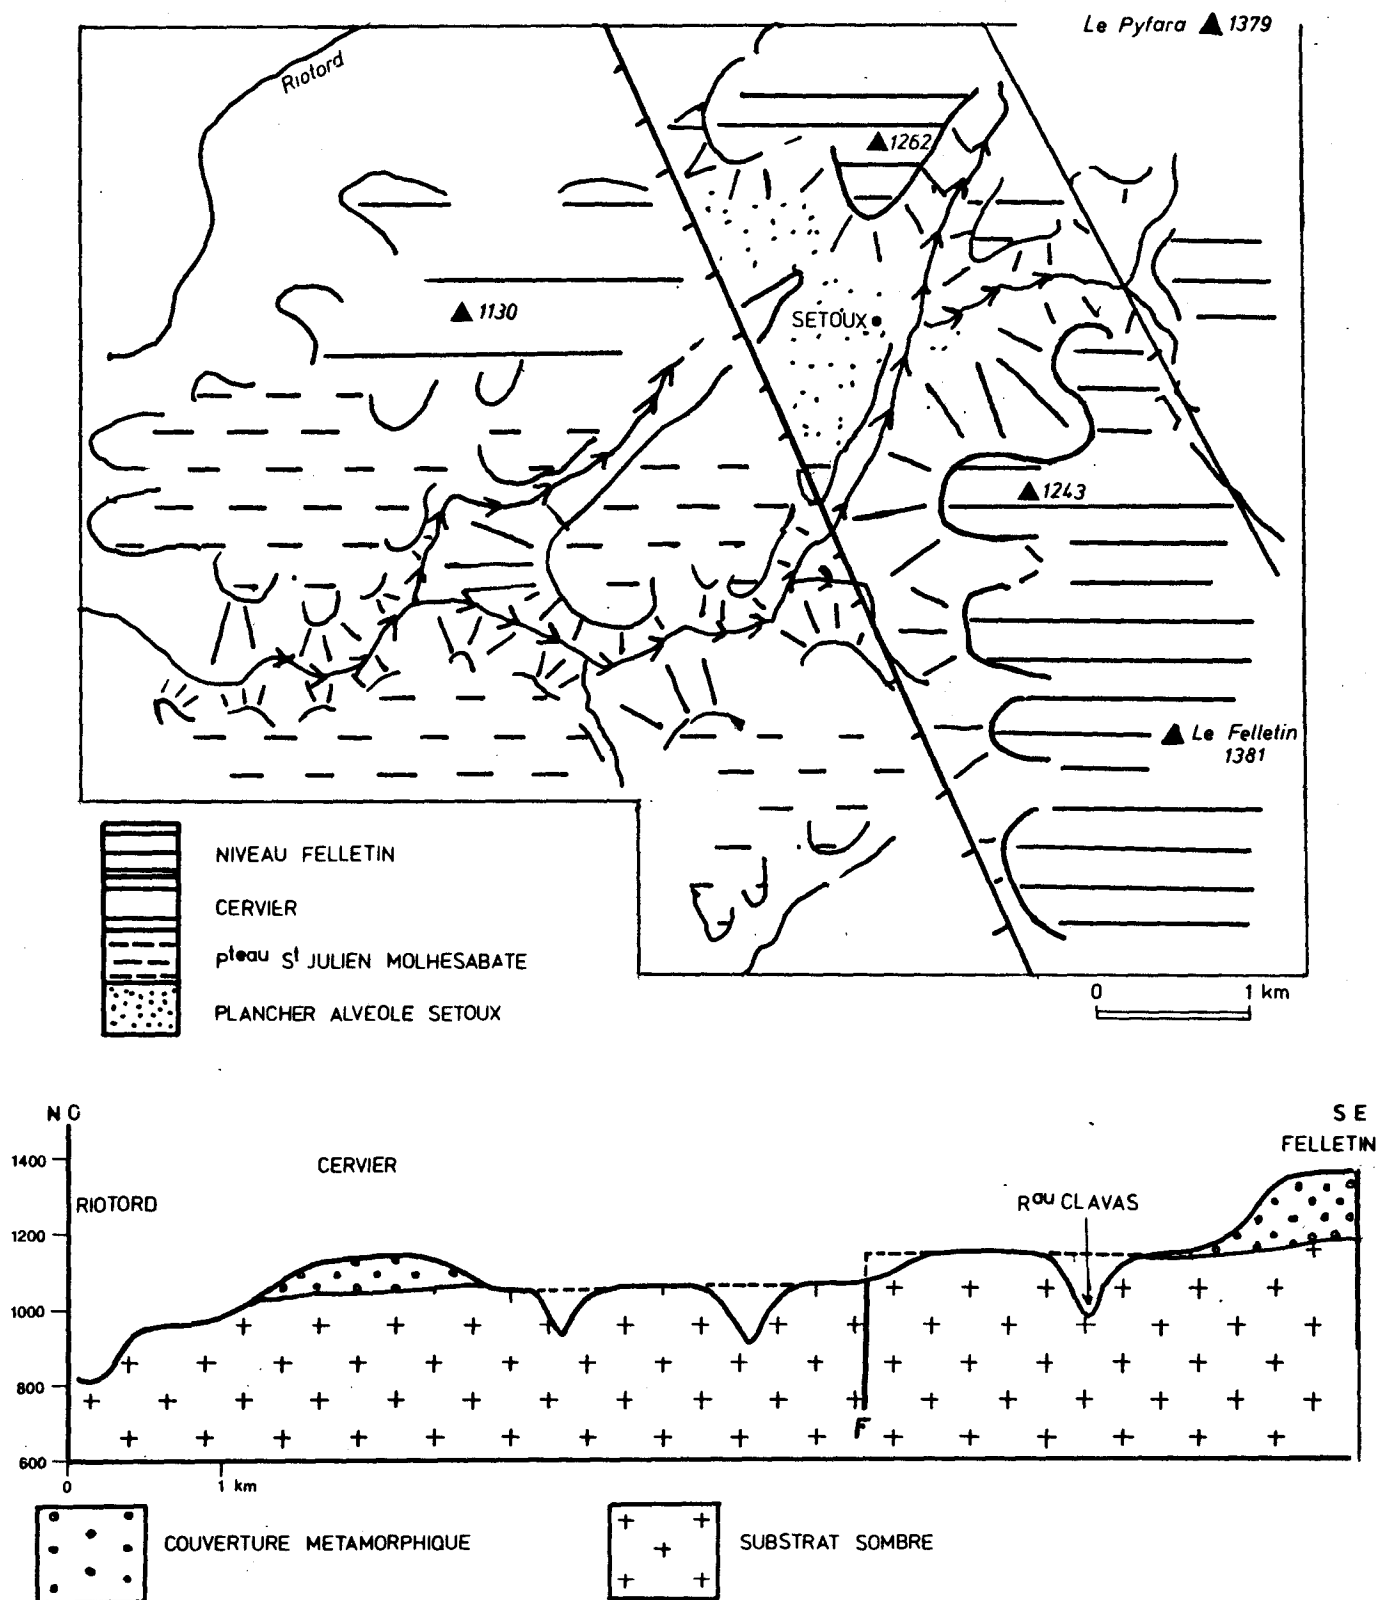 Le Pyfara ▲ 1379
Riotord
▲ 1262
▲ 1130
SETOUX
▲ 1243
▲ Le Felletin
1381
NIVEAU FELLETIN
CERVIER
Pteau St JULIEN MOLHESABATE
PLANCHER ALVEOLE SETOUX
0 1 km
NO
SE
FELLETIN
1400
CERVIER
RIOTORD
Rau CLAVAS
1200
1000
800
F
600
0 1 km
COUVERTURE METAMORPHIQUE
SUBSTRAT SOMBRE